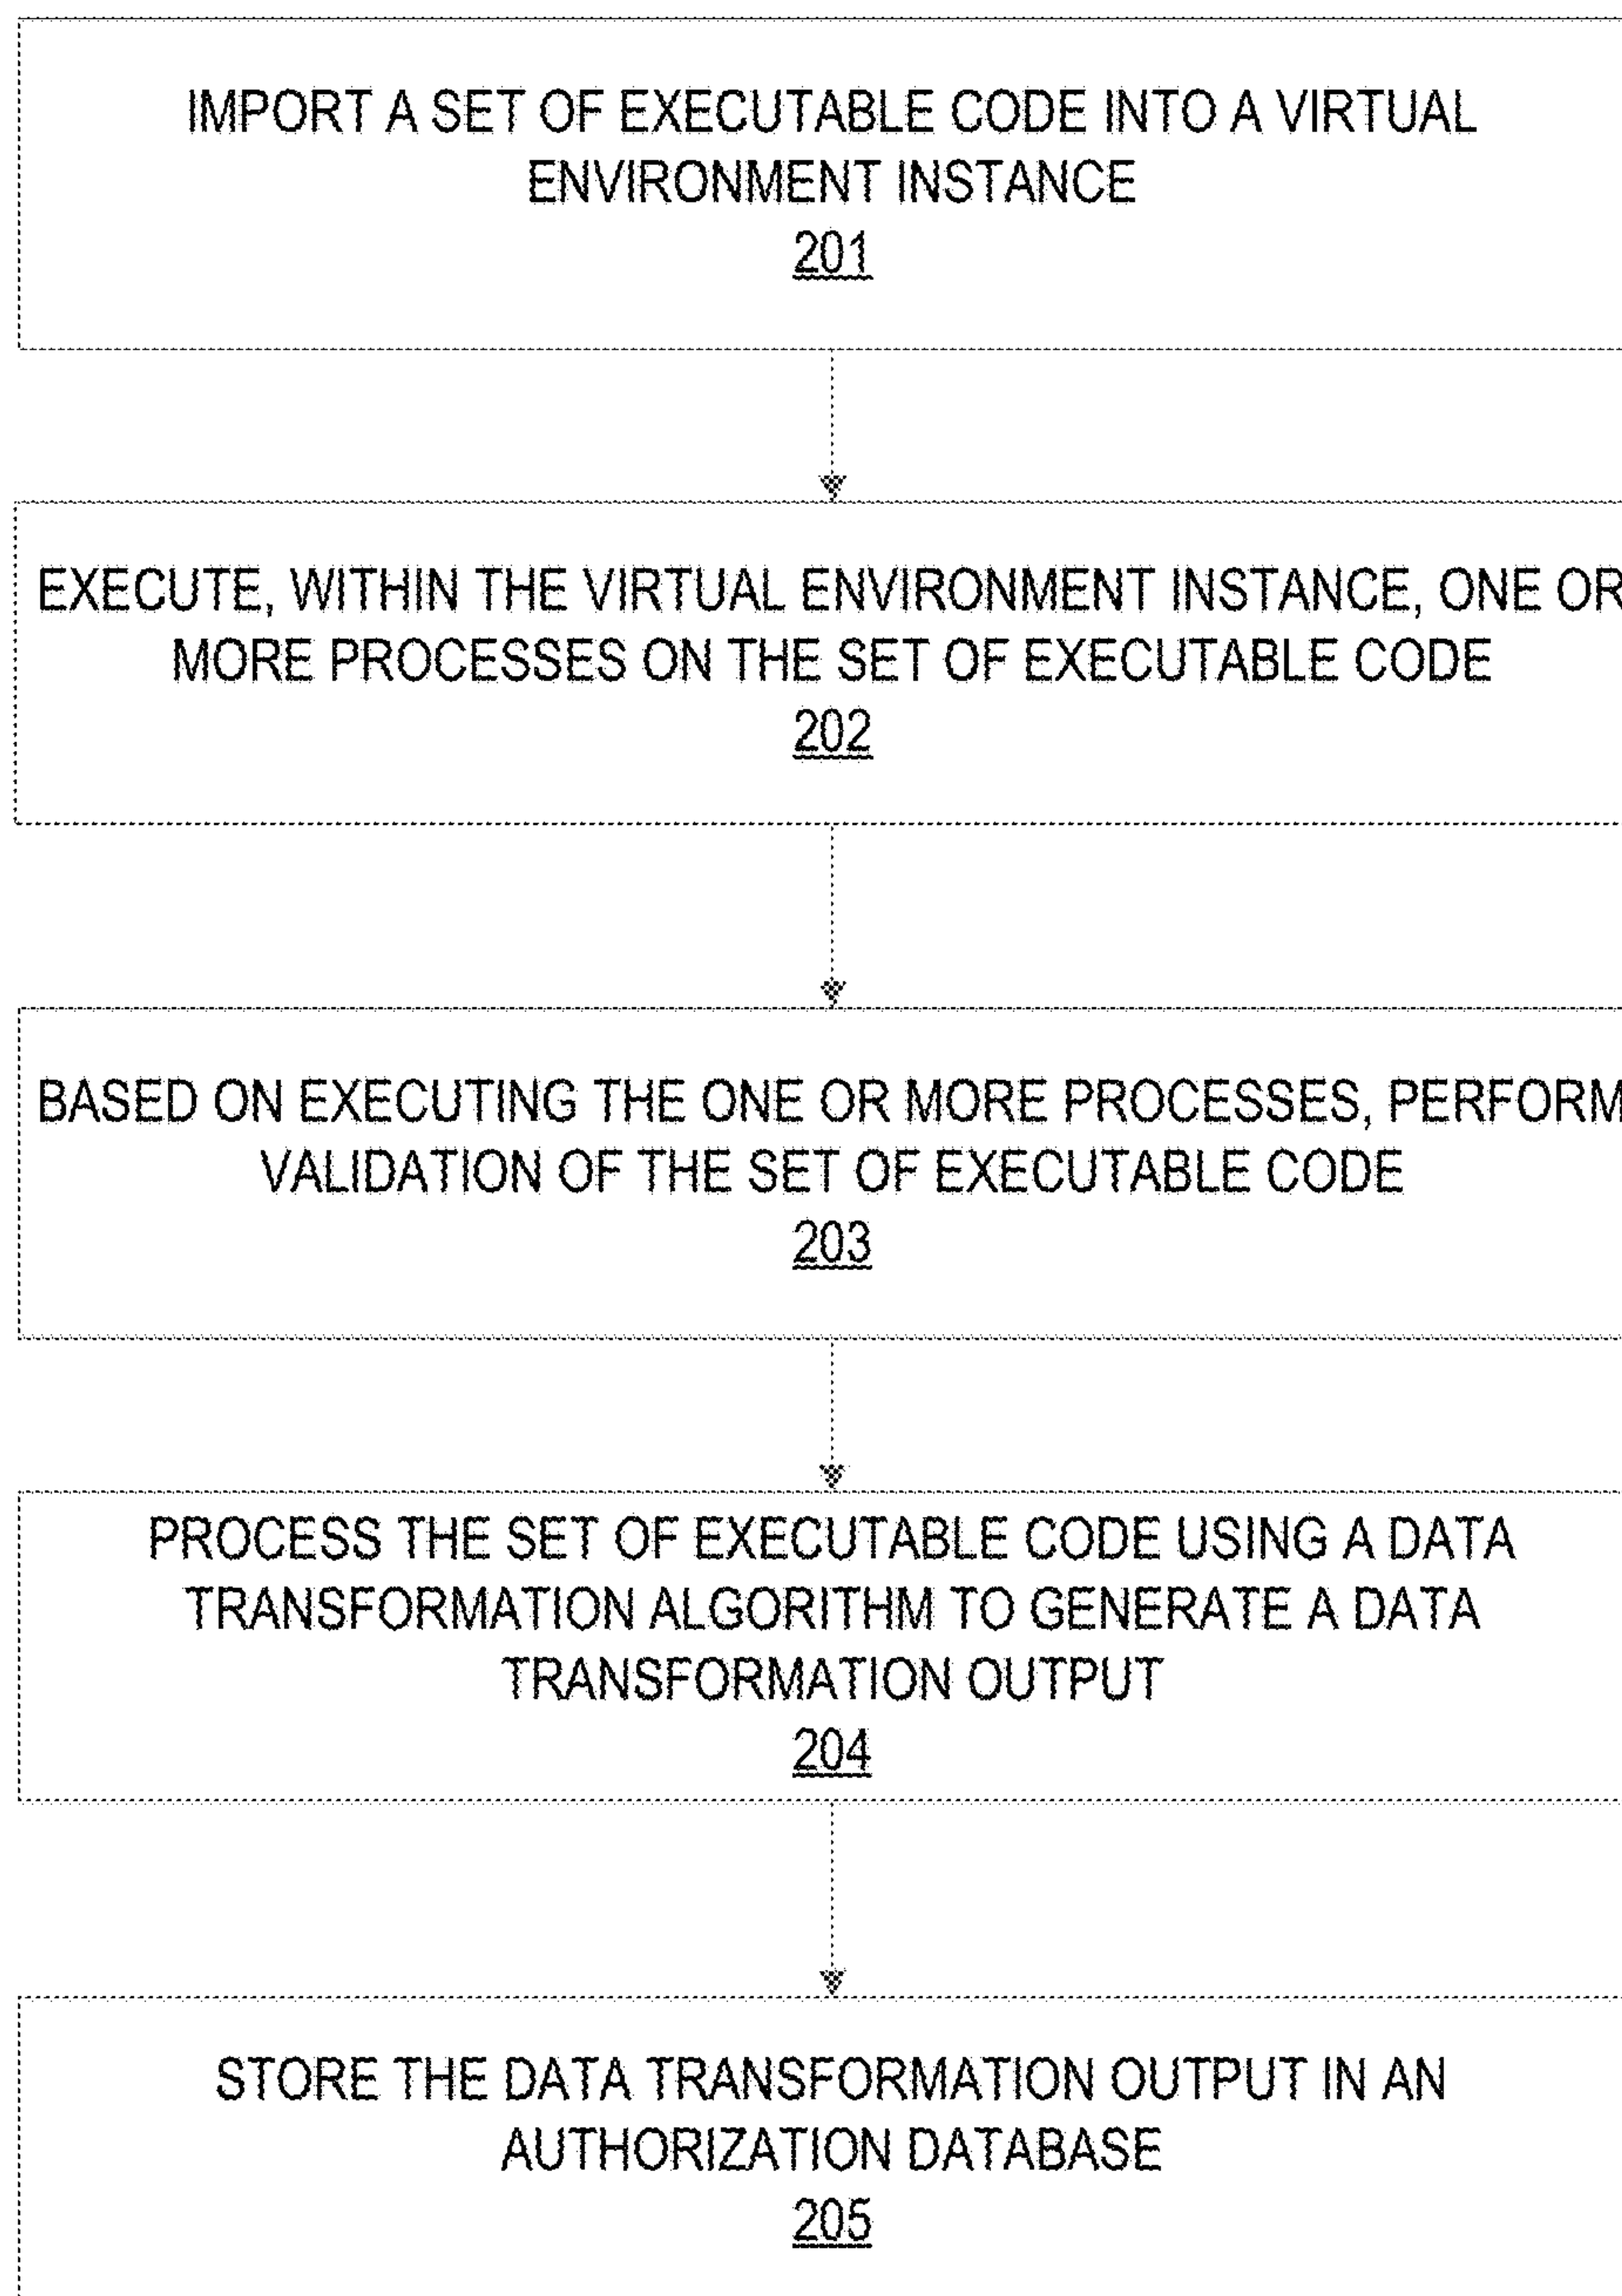 IMPORT A SET OF EXECUTABLE CODE INTO A VIRTUAL
ENVIRONMENT INSTANCE
201
EXECUTE, WITHIN THE VIRTUAL ENVIRONMENT INSTANCE, ONE OR
MORE PROCESSES ON THE SET OF EXECUTABLE CODE
202
BASED ON EXECUTING THE ONE OR MORE PROCESSES, PERFORM
VALIDATION OF THE SET OF EXECUTABLE CODE
203
PROCESS THE SET OF EXECUTABLE CODE USING A DATA
TRANSFORMATION ALGORITHM TO GENERATE A DATA
TRANSFORMATION OUTPUT
204
STORE THE DATA TRANSFORMATION OUTPUT IN AN
AUTHORIZATION DATABASE
205